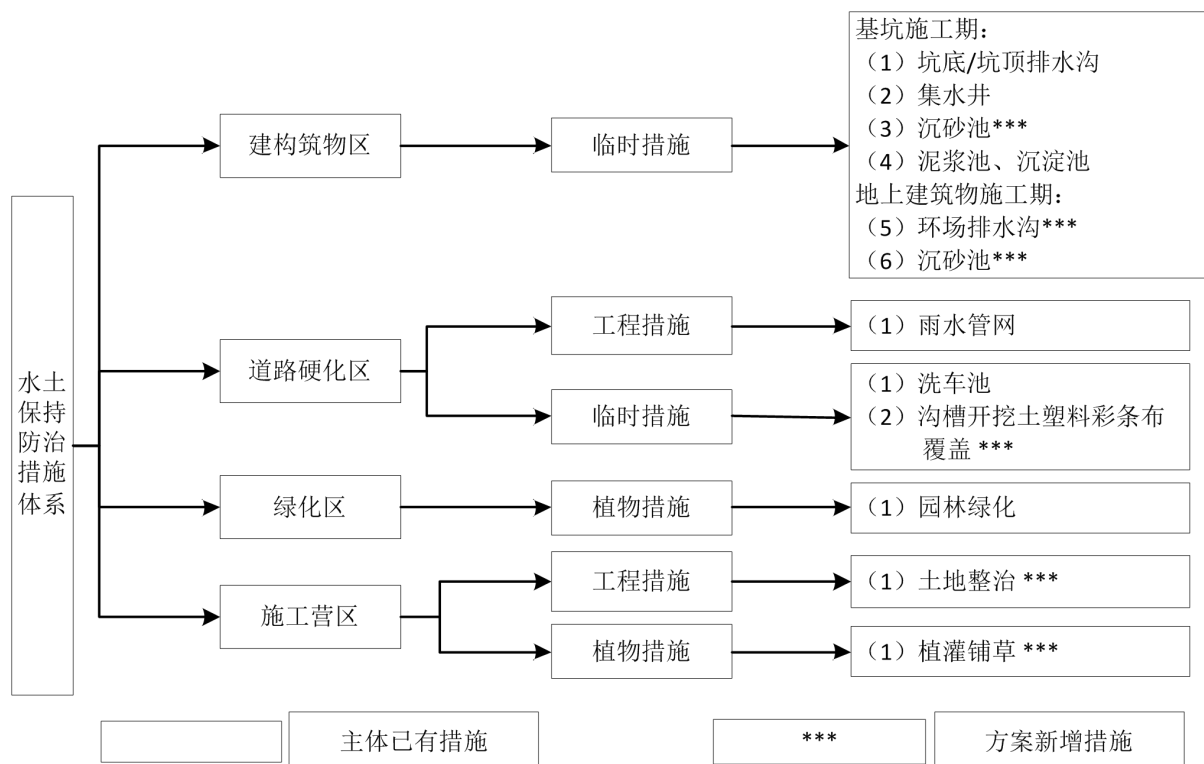 水土
保持
防治
措施
体系
建构筑物区
临时措施
基坑施工期：
（1）坑底/坑顶排水沟
（2）集水井
（3）沉砂池***
（4）泥浆池、沉淀池
地上建筑物施工期：
（5）环场排水沟***
（6）沉砂池***
道路硬化区
工程措施
（1）雨水管网
临时措施
（1）洗车池
（2）沟槽开挖土塑料彩条布
覆盖 ***
绿化区
植物措施
（1）园林绿化
施工营区
工程措施
（1）土地整治 ***
植物措施
（1）植灌铺草 ***
主体已有措施
***
方案新增措施